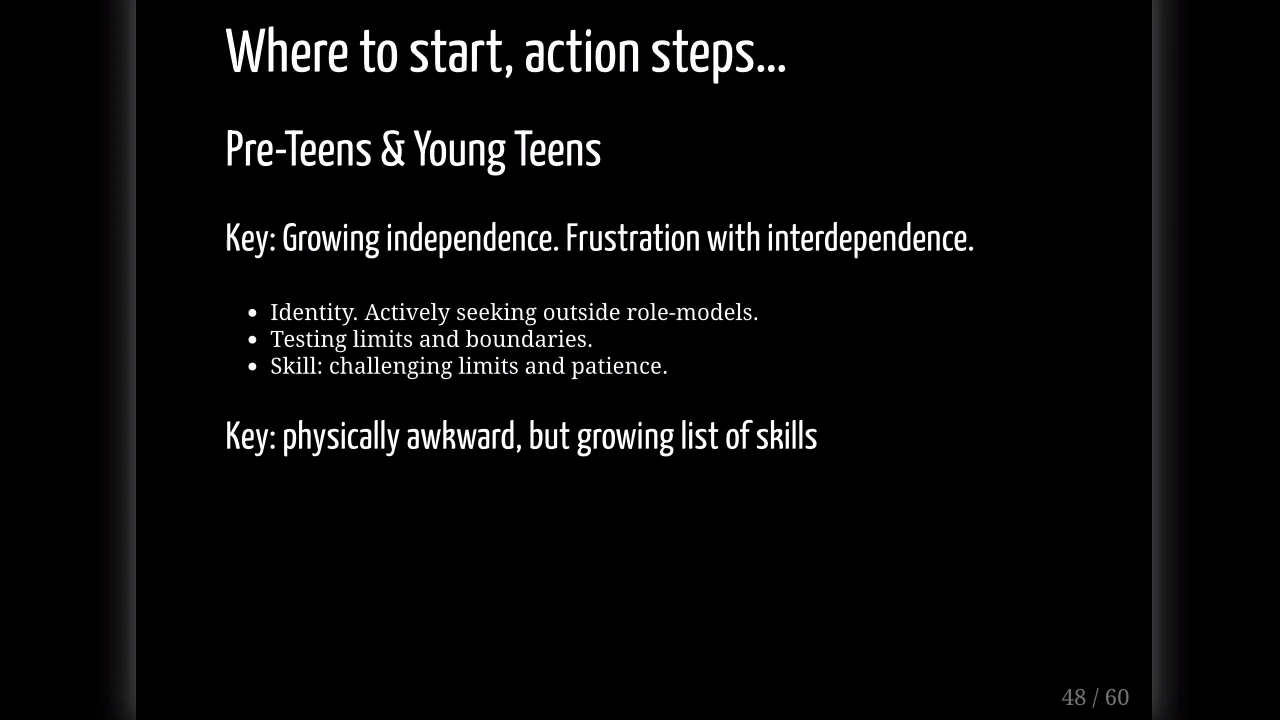 Where to start, action steps...
Pre-Teens & Young Teens
Key: Growing independence. Frustration with interdependence.
• Identity. Actively seeking outside role-models.
• Testing limits and boundaries.
• Skill: challenging limits and patience.
Key: physically awkward, but growing list of skills
48 / 60